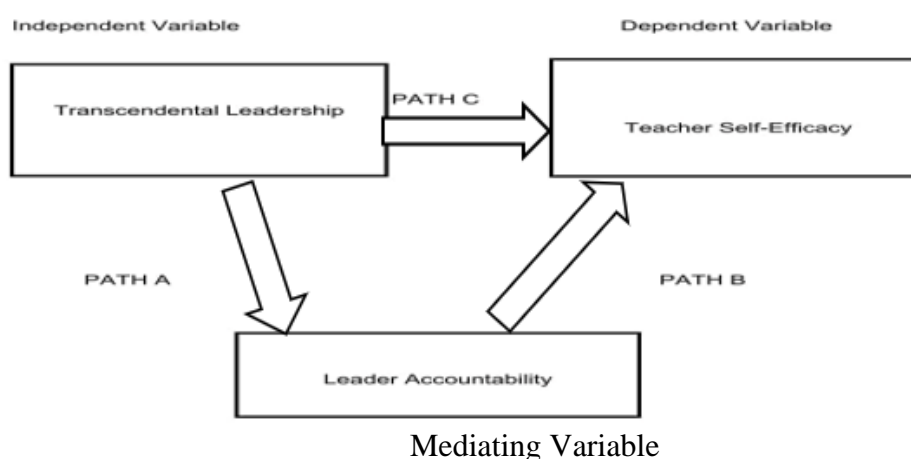 Independent Variable
Dependent Variable
Transcendental Leadership
PATH C
Teacher Self-Efficacy
PATH A
PATH B
Leader Accountability
Mediating Variable